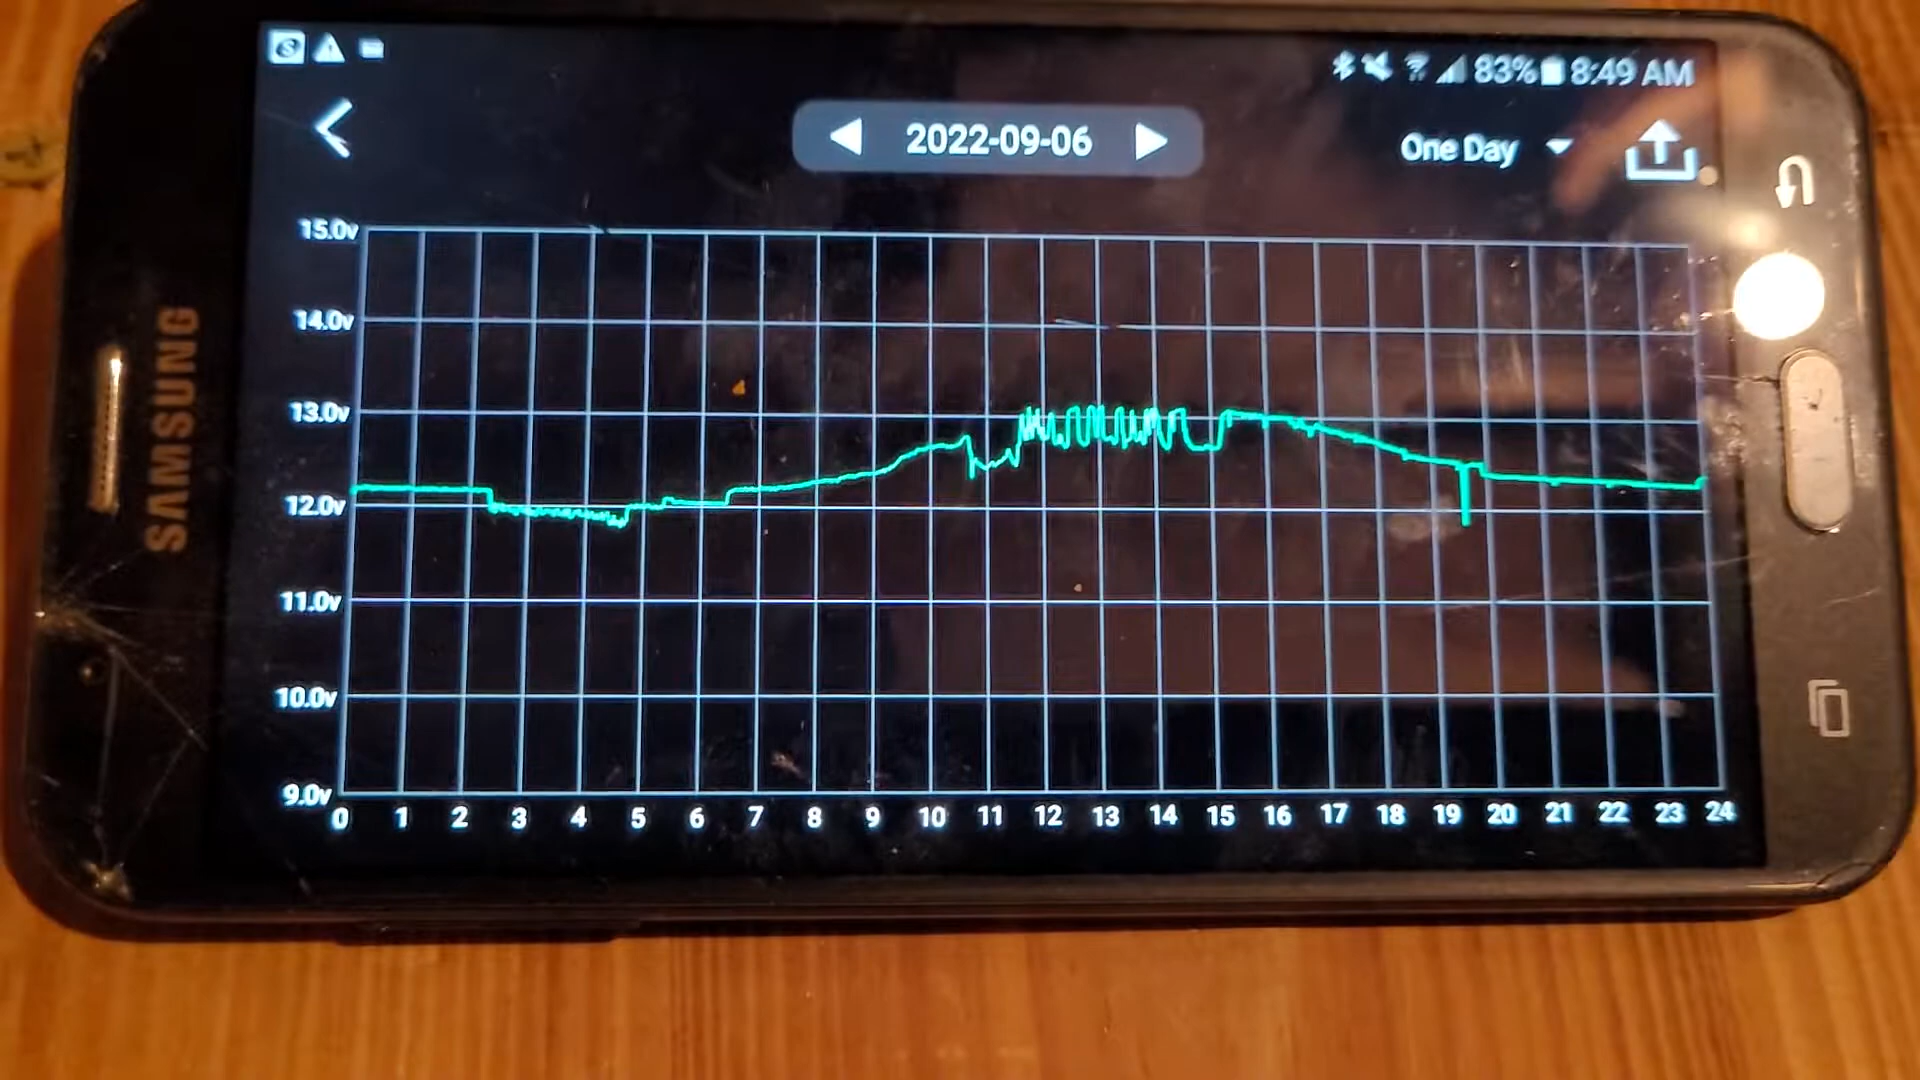 83% 8:49 AM
2022-09-06
One Day
15.0v
14.0v
13.0v
12.0v
11.0v
10.0v
9.0v
0 1 2 3 4 5 6 7 8 9 10 11 12 13 14 15 16 17 18 19 20 21 22 23 24
SAMSUNG